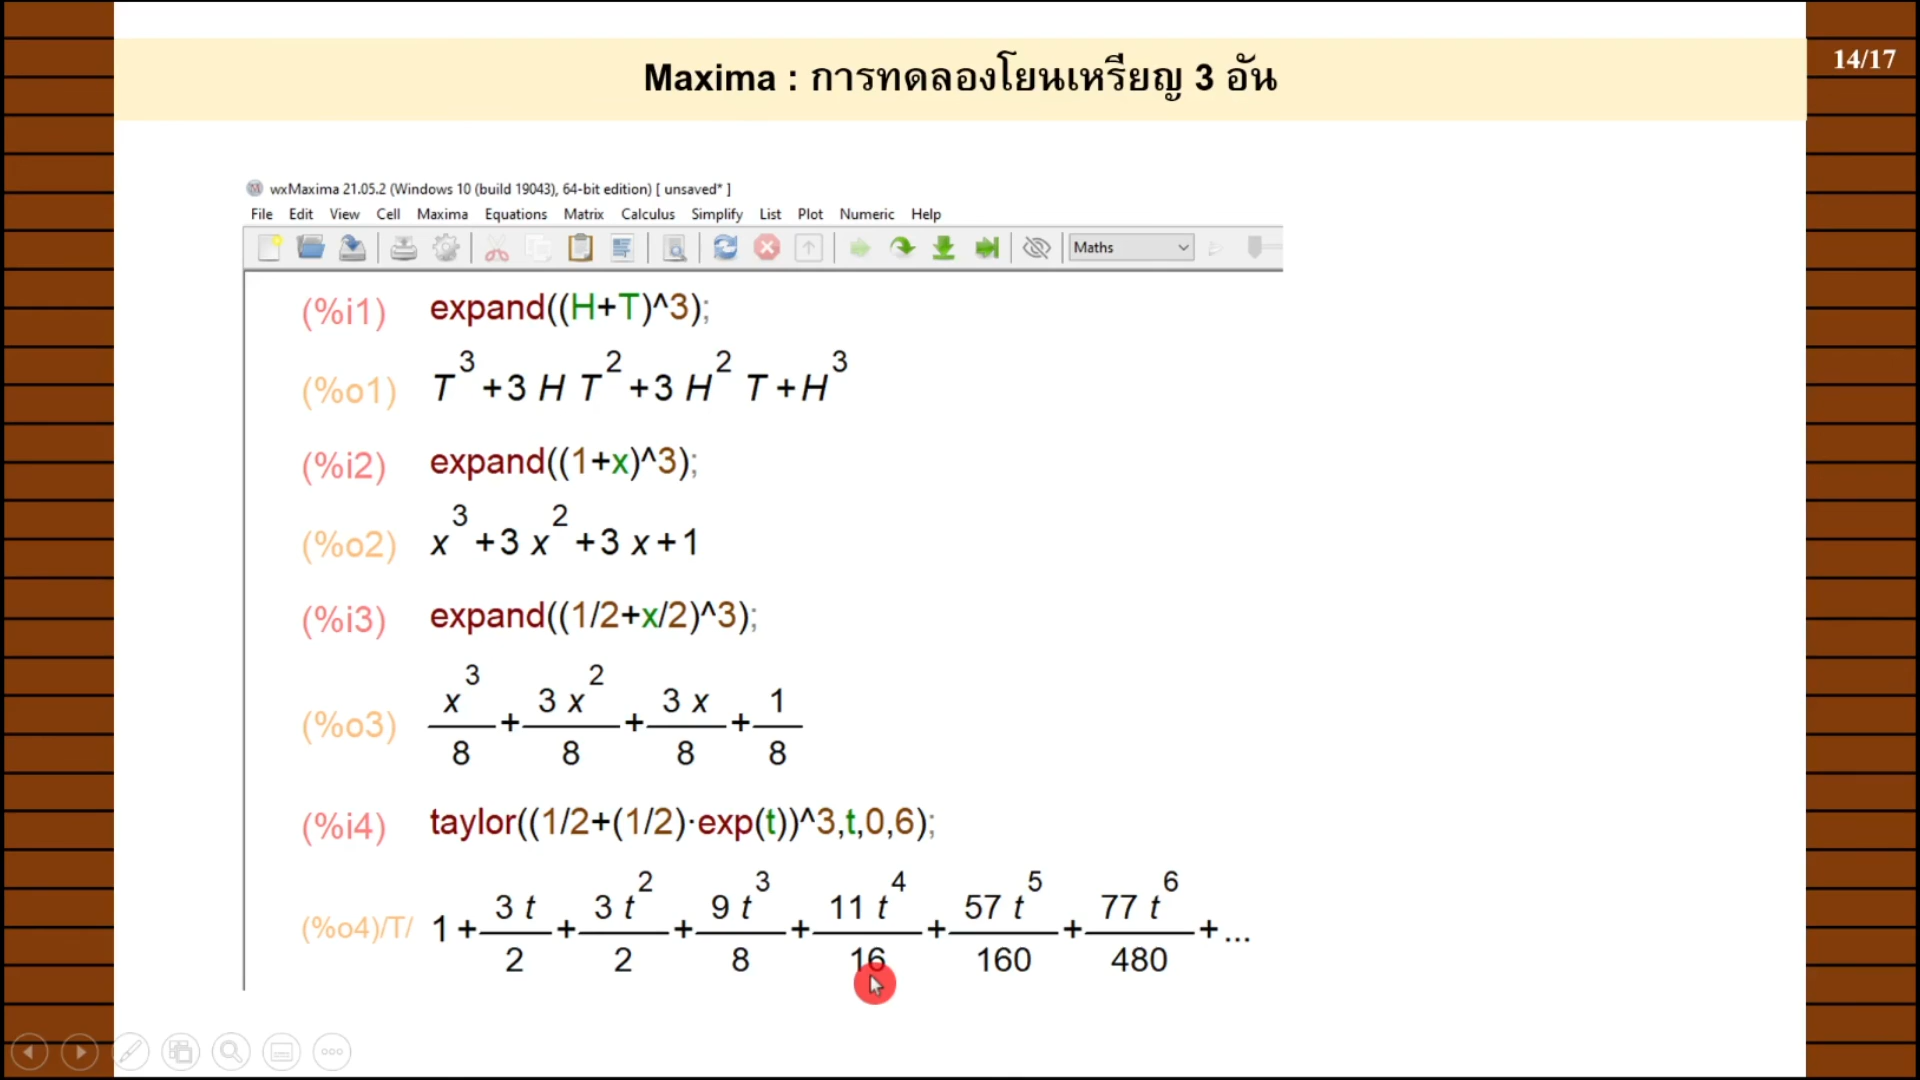 Maxima : การทดลองโยนเหรียญ 3 อัน
14/17
wxMaxima 21.05.2 (Windows 10 (build 19043), 64-bit edition) [ unsaved* ]
File Edit View Cell Maxima Equations Matrix Calculus Simplify List Plot Numeric Help
Maths
(%i1) expand((H+T)^3);
(%o1) T^3+3 H T^2+3 H^2 T+H^3
(%i2) expand((1+x)^3);
(%o2) x^3+3 x^2+3 x+1
(%i3) expand((1/2+x/2)^3);
(%o3) x^3/8+3 x^2/8+3 x/8+1/8
(%i4) taylor((1/2+(1/2)·exp(t))^3,t,0,6);
(%o4)/T/ 1+3 t/2+3 t^2/2+9 t^3/8+11 t^4/16+57 t^5/160+77 t^6/480+...